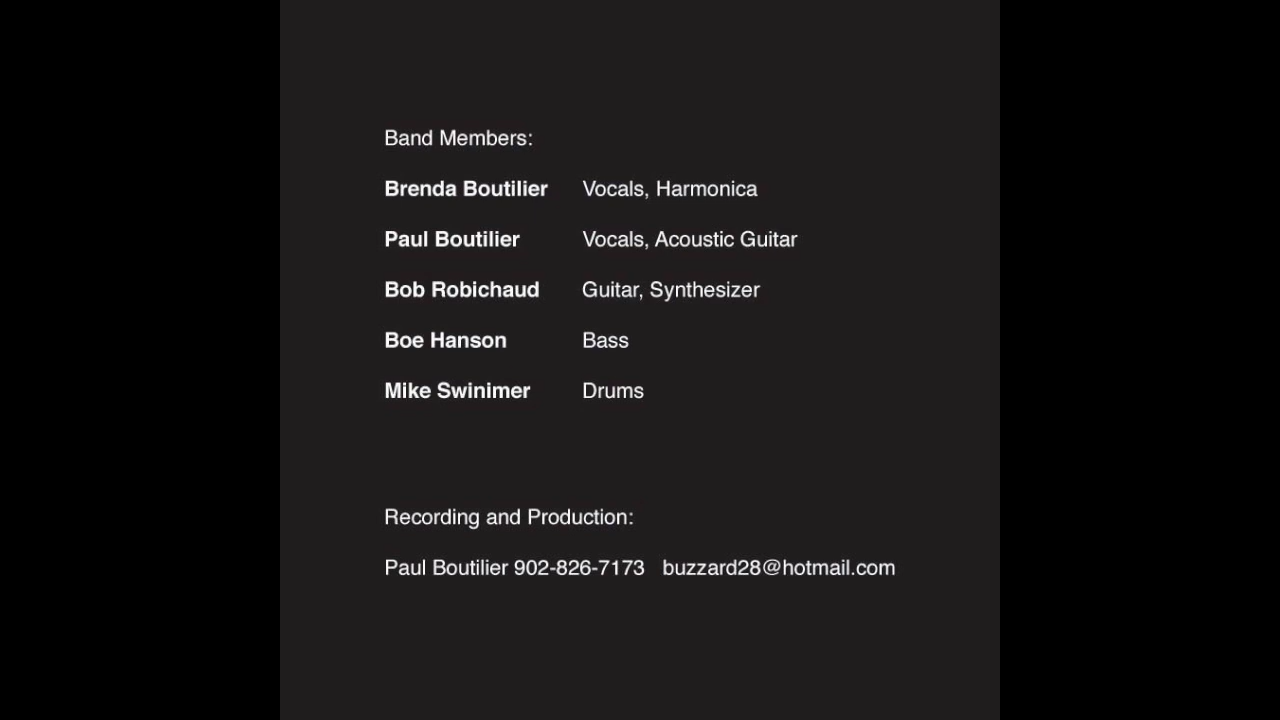 Band Members:
Brenda Boutilier Vocals, Harmonica
Paul Boutilier Vocals, Acoustic Guitar
Bob Robichaud Guitar, Synthesizer
Boe Hanson Bass
Mike Swinimer Drums
Recording and Production:
Paul Boutilier 902-826-7173 buzzard28@hotmail.com